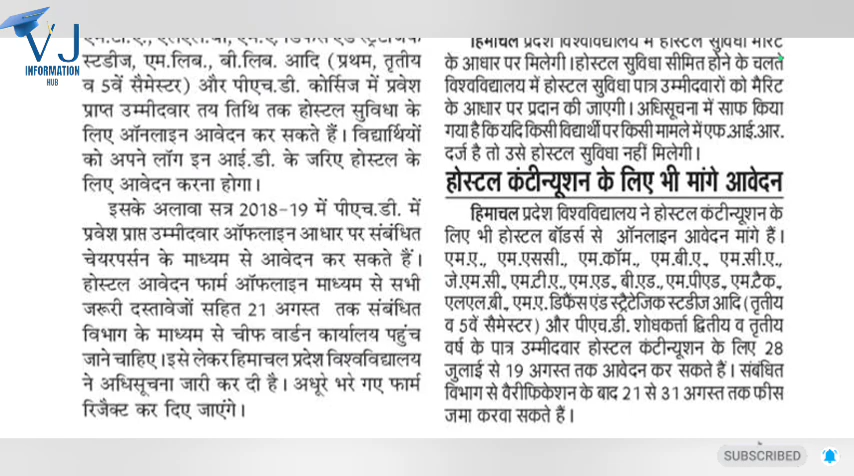 VJ
INFORMATION
HUB
एम.टी.ए., एलएल.बी., एम.ए. डिफेंस एंड स्ट्रेटेजिक
स्टडीज, एम.लिब., बी.लिब. आदि (प्रथम, तृतीय
व 5वें सैमेस्टर) और पीएच.डी. कोर्सिज में प्रवेश
प्राप्त उम्मीदवार तय तिथि तक होस्टल सुविधा के
लिए ऑनलाइन आवेदन कर सकते हैं। विद्यार्थियों
को अपने लॉग इन आई.डी. के जरिए होस्टल के
लिए आवेदन करना होगा।
इसके अलावा सत्र 2018-19 में पीएच.डी. में
प्रवेश प्राप्त उम्मीदवार ऑफलाइन आधार पर संबंधित
चेयरपर्सन के माध्यम से आवेदन कर सकते हैं।
होस्टल आवेदन फार्म ऑफलाइन माध्यम से सभी
जरूरी दस्तावेजों सहित 21 अगस्त तक संबंधित
विभाग के माध्यम से चीफ वार्डन कार्यालय पहुंच
जाने चाहिए। इसे लेकर हिमाचल प्रदेश विश्वविद्यालय
ने अधिसूचना जारी कर दी है। अधूरे भरे गए फार्म
रिजैक्ट कर दिए जाएंगे।
हिमाचल प्रदेश विश्वविद्यालय में होस्टल सुविधा मैरिट
के आधार पर मिलेगी। होस्टल सुविधा सीमित होने के चलते
विश्वविद्यालय में होस्टल सुविधा पात्र उम्मीदवारों को मैरिट
के आधार पर प्रदान की जाएगी। अधिसूचना में साफ किया
गया है कि यदि किसी विद्यार्थी पर किसी मामले में एफ.आई.आर.
दर्ज है तो उसे होस्टल सुविधा नहीं मिलेगी।
होस्टल कंटीन्यूशन के लिए भी मांगे आवेदन
हिमाचल प्रदेश विश्वविद्यालय ने होस्टल कंटीन्यूशन के
लिए भी होस्टल बॉडर्स से ऑनलाइन आवेदन मांगे हैं।
एम.ए., एम.एससी., एम.कॉम., एम.बी.ए., एम.सी.ए.,
जे.एम.सी., एम.टी.ए., एम.एड., बी.एड., एम.पीएड., एम.टैक.,
एलएल.बी., एम.ए. डिफैंस एंड स्ट्रैटेजिक स्टडीज आदि (तृतीय
व 5वें सैमेस्टर) और पीएच.डी. शोधकर्ता द्वितीय व तृतीय
वर्ष के पात्र उम्मीदवार होस्टल कंटीन्यूशन के लिए 28
जुलाई से 19 अगस्त तक आवेदन कर सकते हैं। संबंधित
विभाग से वैरीफिकेशन के बाद 21 से 31 अगस्त तक फीस
जमा करवा सकते हैं।
SUBSCRIBED